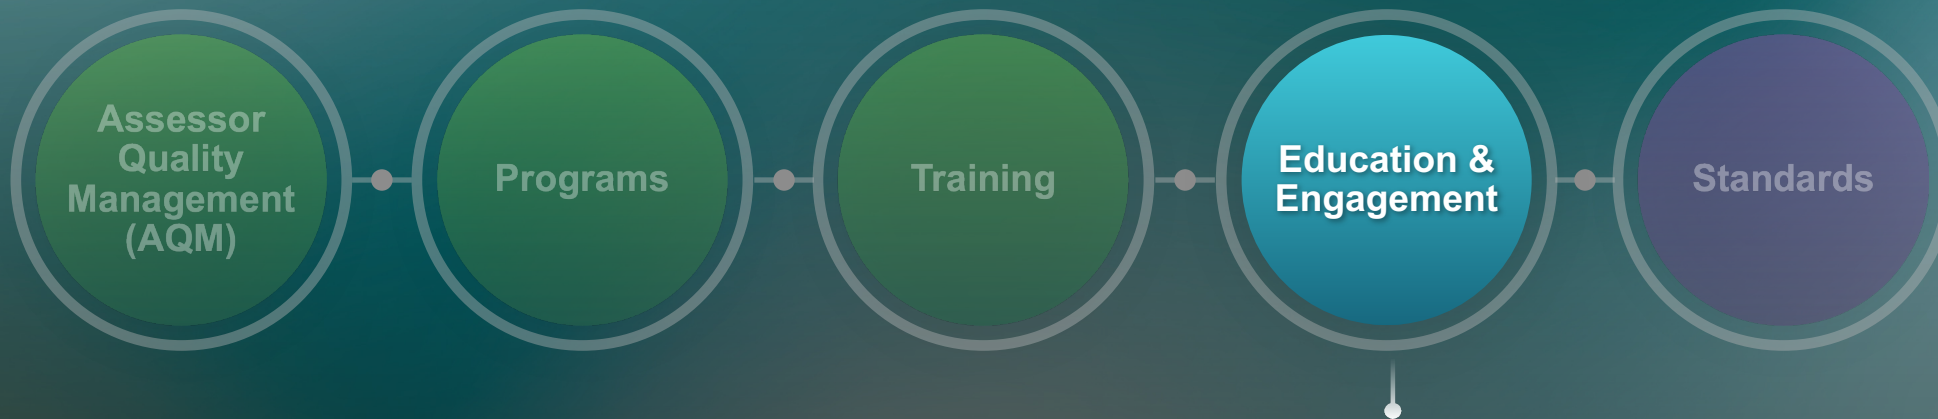 Assessor
Quality
Management
(AQM)
Programs
Training
Education &
Engagement
Standards